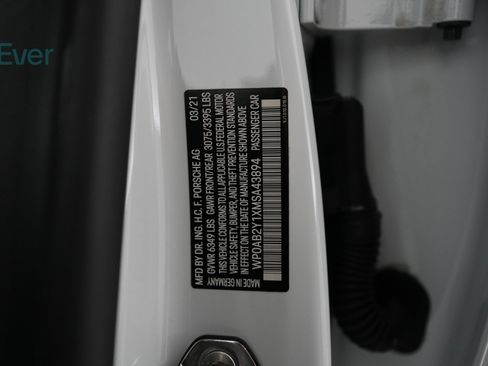 Ever
03/21
MFD BY DR. ING. H.C. F. PORSCHE AG
GVWR 6349 LBS GAWR FRONT/REAR 3075/3395 LBS
THIS VEHICLE CONFORMS TO ALL APPLICABLE U.S. FEDERAL MOTOR
VEHICLE SAFETY, BUMPER, AND THEFT PREVENTION STANDARDS
IN EFFECT ON THE DATE OF MANUFACTURE SHOWN ABOVE
WP0AB2Y1XMSA43894 PASSENGER CAR
MADE IN GERMANY